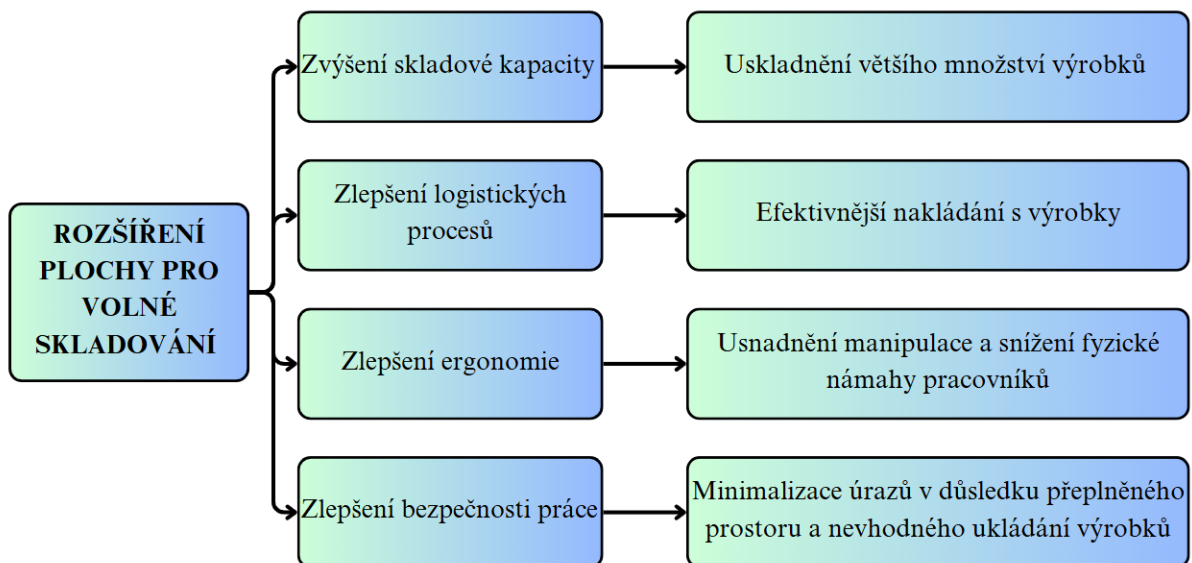 Zvýšení skladové kapacity
Uskladnění většího množství výrobků
Zlepšení logistických
procesů
Efektivnější nakládání s výrobky
ROZŠÍŘENÍ
PLOCHY PRO
VOLNÉ
SKLADOVÁNÍ
Zlepšení ergonomie
Usnadnění manipulace a snížení fyzické
námahy pracovníků
Zlepšení bezpečnosti práce
Minimalizace úrazů v důsledku přeplněného
prostoru a nevhodného ukládání výrobků